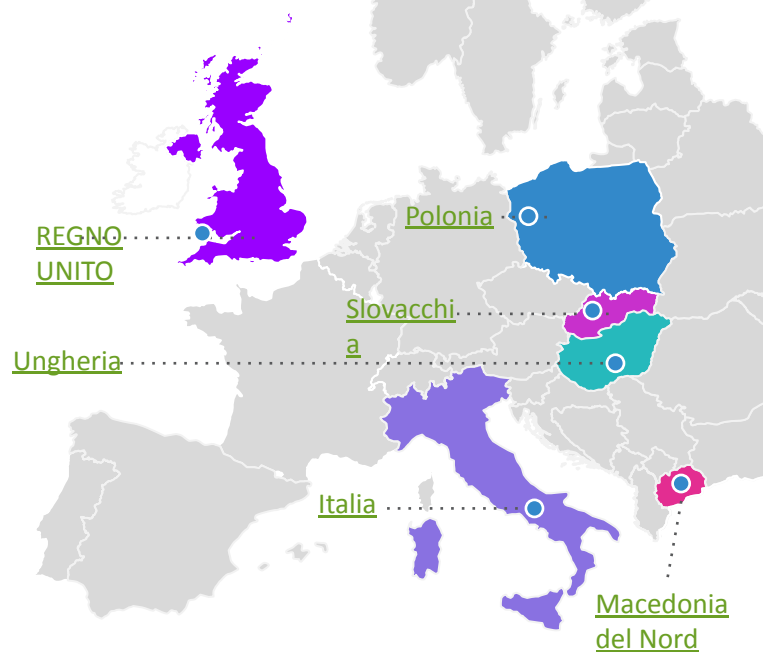 Polonia
REGNO
UNITO
Slovacchi
a
Ungheria
Italia
Macedonia
del Nord